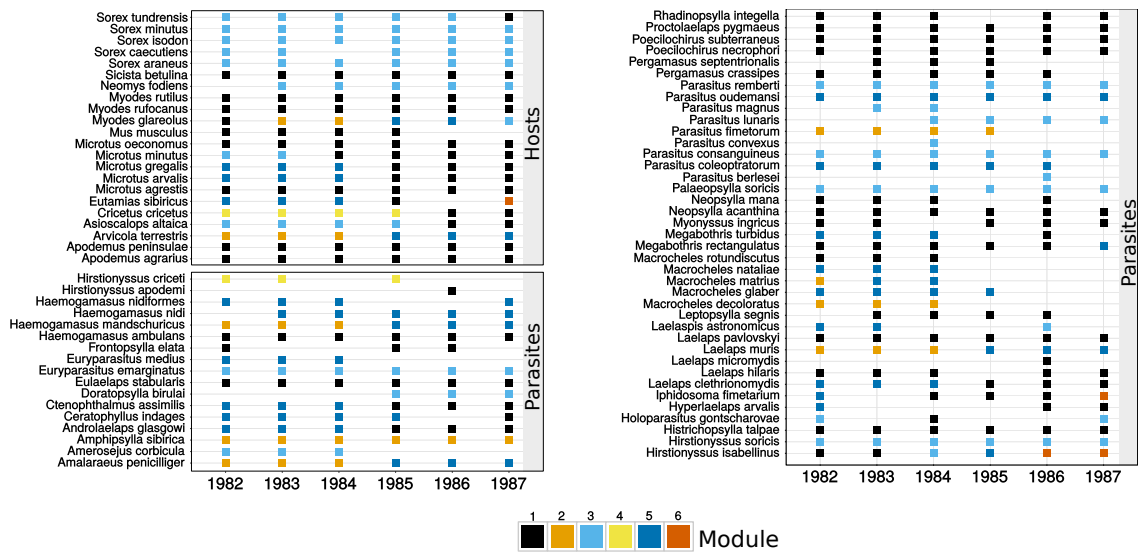 Sorex tundrensis
Sorex minutus
Sorex isodon
Sorex caecutiens
Sorex araneus
Sicista betulina
Neomys fodiens
Myodes rutilus
Myodes rufocanus
Myodes glareolus
Mus musculus
Microtus oeconomus
Microtus minutus
Microtus gregalis
Microtus arvalis
Microtus agrestis
Eutamias sibiricus
Cricetus cricetus
Asioscalops altaica
Arvicola terrestris
Apodemus peninsulae
Apodemus agrarius
Hosts
Hirstionyssus criceti
Hirstionyssus apodemi
Haemogamasus nidiformes
Haemogamasus nidi
Haemogamasus mandschuricus
Haemogamasus ambulans
Frontopsylla elata
Euryparasitus medius
Euryparasitus emarginatus
Eulaelaps stabularis
Doratopsylla birulai
Ctenophthalmus assimilis
Ceratophyllus indages
Androlaelaps glasgowi
Amphipsylla sibirica
Amerosejus corbicula
Amalaraeus penicilliger
Parasites
1982 1983 1984 1985 1986 1987
Rhadinopsylla integella
Proctolaelaps pygmaeus
Poecilochirus subterraneus
Poecilochirus necrophori
Pergamasus septentrionalis
Pergamasus crassipes
Parasitus remberti
Parasitus oudemansi
Parasitus magnus
Parasitus lunaris
Parasitus fimetorum
Parasitus convexus
Parasitus consanguineus
Parasitus coleoptratorum
Parasitus berlesei
Palaeopsylla soricis
Neopsylla mana
Neopsylla acanthina
Myonyssus ingricus
Megabothris turbidus
Megabothris rectangulatus
Macrocheles rotundiscutus
Macrocheles nataliae
Macrocheles matrius
Macrocheles glaber
Macrocheles decoloratus
Leptopsylla segnis
Laelaspis astronomicus
Laelaps pavlovskyi
Laelaps muris
Laelaps micromydis
Laelaps hilaris
Laelaps clethrionomydis
Iphidosoma fimetarium
Hyperlaelaps arvalis
Holoparasitus gontscharovae
Histrichopsylla talpae
Hirstionyssus soricis
Hirstionyssus isabellinus
Parasites
1982 1983 1984 1985 1986 1987
1 2 3 4 5 6
Module